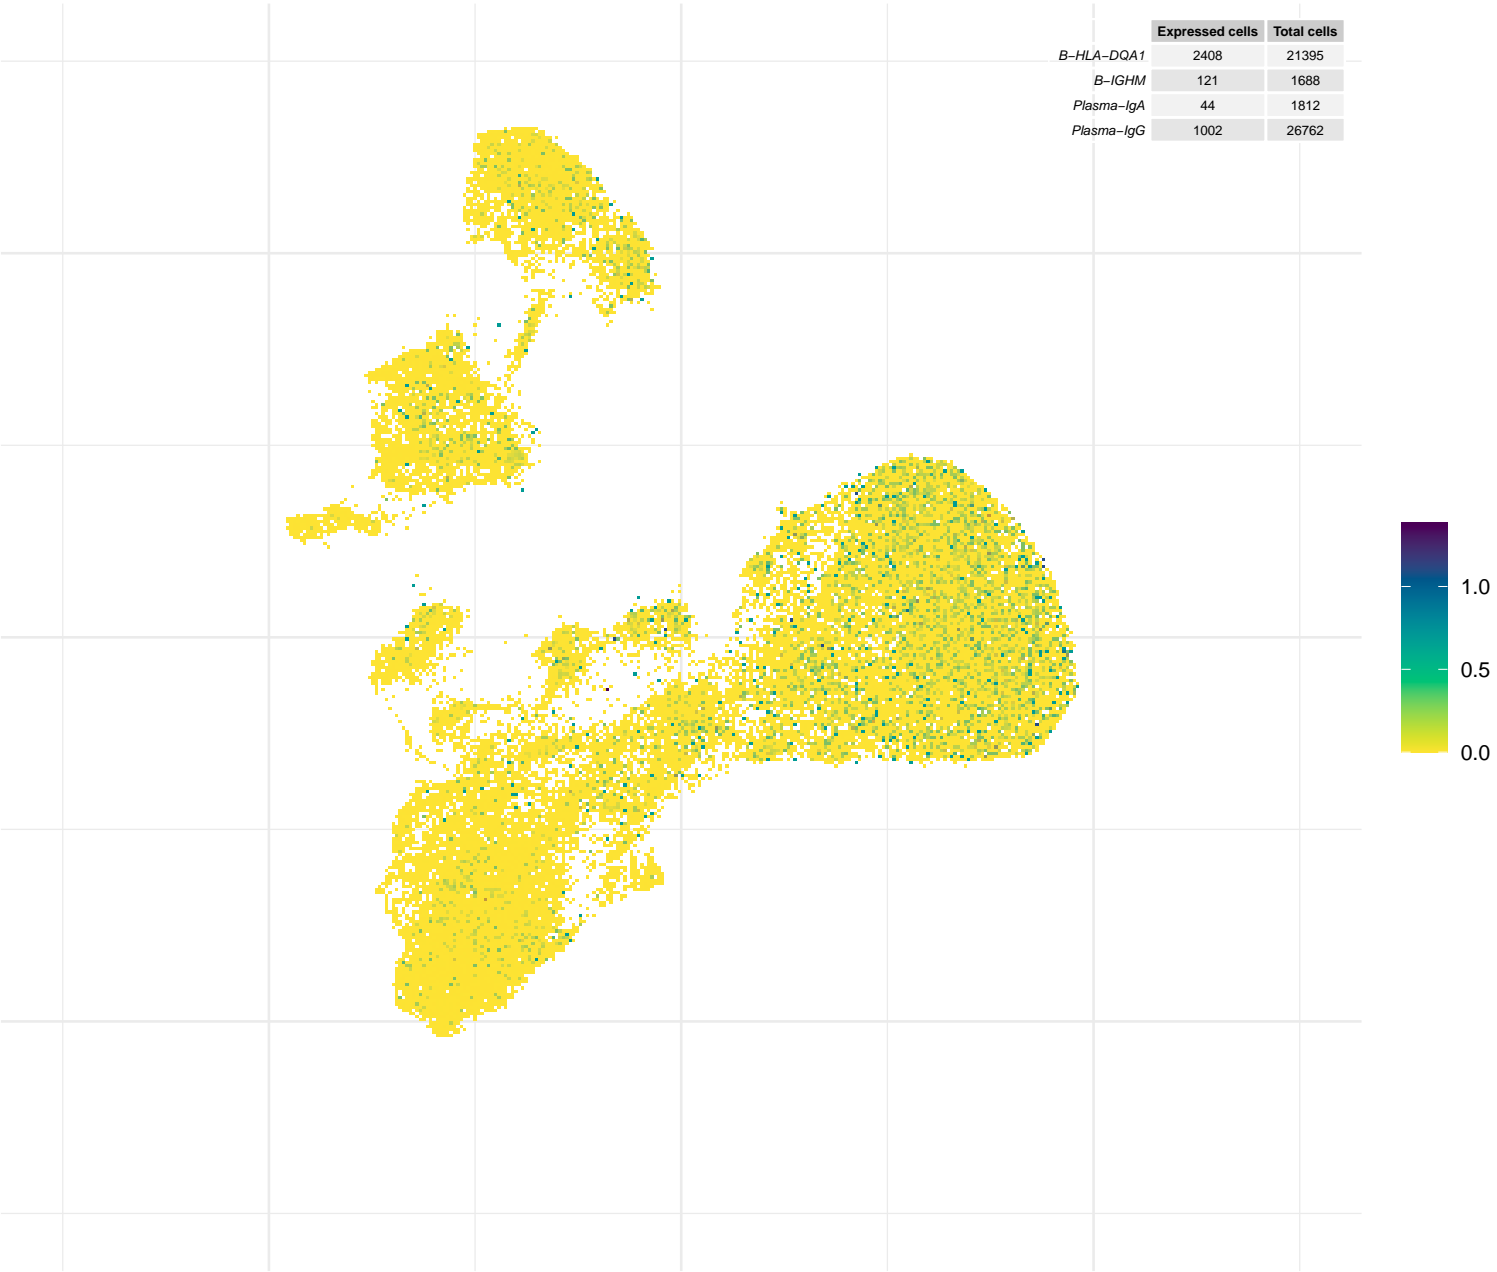 Expressed cells Total cells
B−HLA−DQA1 2408 21395
B−IGHM 121 1688
Plasma−IgA 44 1812
Plasma−IgG 1002 26762
1.0
0.5
0.0